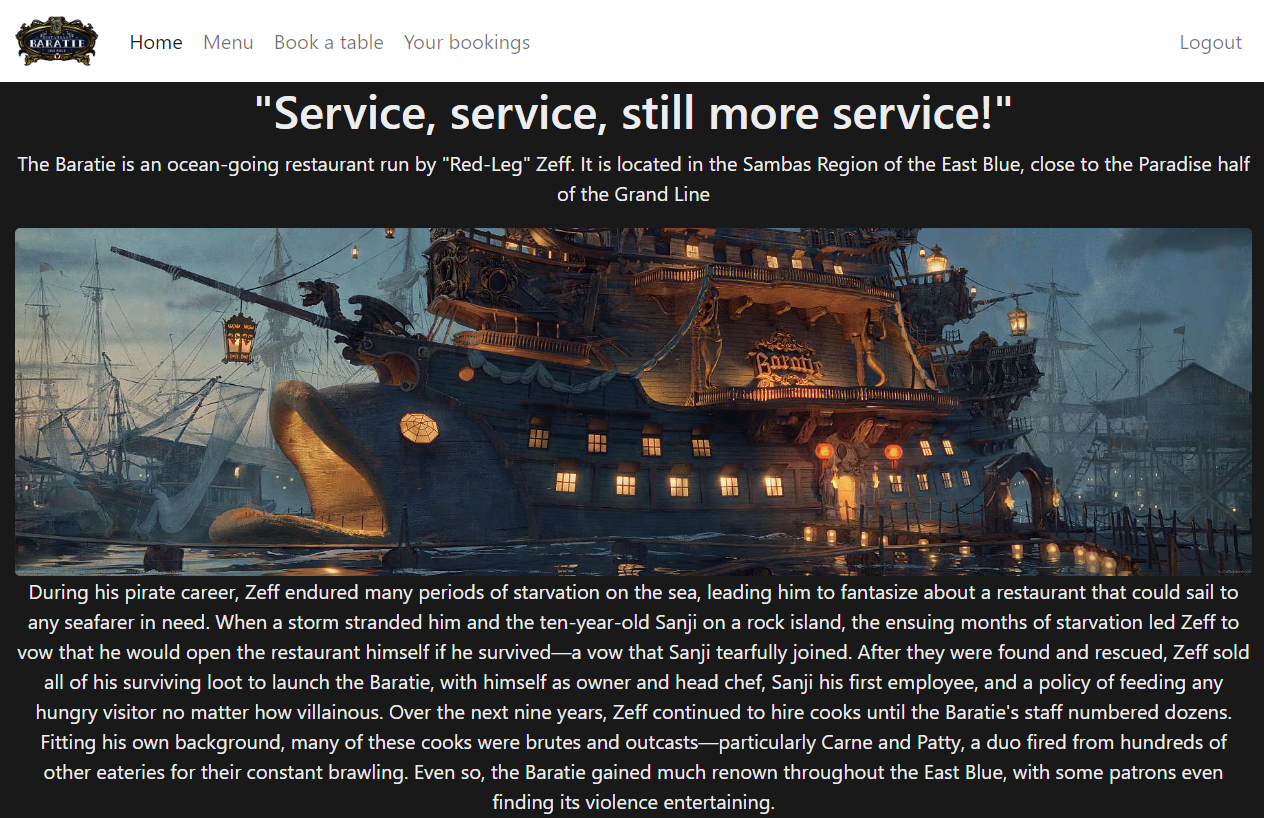 BARATIE
Home Menu Book a table Your bookings Logout
"Service, service, still more service!"
The Baratie is an ocean-going restaurant run by "Red-Leg" Zeff. It is located in the Sambas Region of the East Blue, close to the Paradise half
of the Grand Line
Baratie
During his pirate career, Zeff endured many periods of starvation on the sea, leading him to fantasize about a restaurant that could sail to
any seafarer in need. When a storm stranded him and the ten-year-old Sanji on a rock island, the ensuing months of starvation led Zeff to
vow that he would open the restaurant himself if he survived—a vow that Sanji tearfully joined. After they were found and rescued, Zeff sold
all of his surviving loot to launch the Baratie, with himself as owner and head chef, Sanji his first employee, and a policy of feeding any
hungry visitor no matter how villainous. Over the next nine years, Zeff continued to hire cooks until the Baratie's staff numbered dozens.
Fitting his own background, many of these cooks were brutes and outcasts—particularly Carne and Patty, a duo fired from hundreds of
other eateries for their constant brawling. Even so, the Baratie gained much renown throughout the East Blue, with some patrons even
finding its violence entertaining.